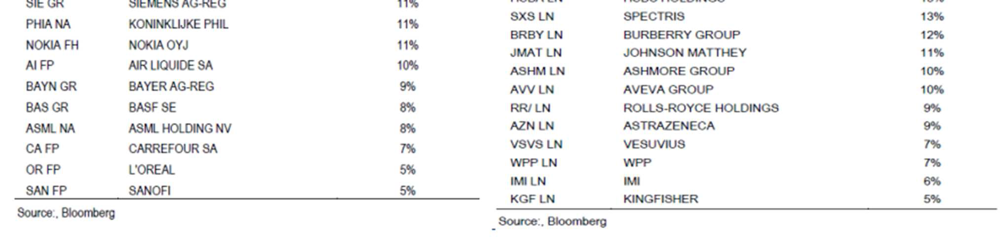 SIE GR SIEMENS AG-REG 11%
PHIA NA KONINKLIJKE PHIL 11%
NOKIA FH NOKIA OYJ 11%
AI FP AIR LIQUIDE SA 10%
BAYN GR BAYER AG-REG 9%
BAS GR BASF SE 8%
ASML NA ASML HOLDING NV 8%
CA FP CARREFOUR SA 7%
OR FP L'OREAL 5%
SAN FP SANOFI 5%
Source:, Bloomberg
HOLDINGS
SXS LN SPECTRIS 13%
BRBY LN BURBERRY GROUP 12%
JMAT LN JOHNSON MATTHEY 11%
ASHM LN ASHMORE GROUP 10%
AVV LN AVEVA GROUP 10%
RR/ LN ROLLS-ROYCE HOLDINGS 9%
AZN LN ASTRAZENECA 9%
VSVS LN VESUVIUS 7%
WPP LN WPP 7%
IMI LN IMI 6%
KGF LN KINGFISHER 5%
Source:, Bloomberg